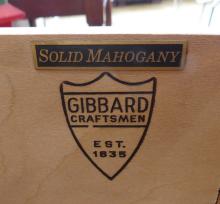 SOLID MAHOGANY
GIBBARD
CRAFTSMEN
EST.
1835